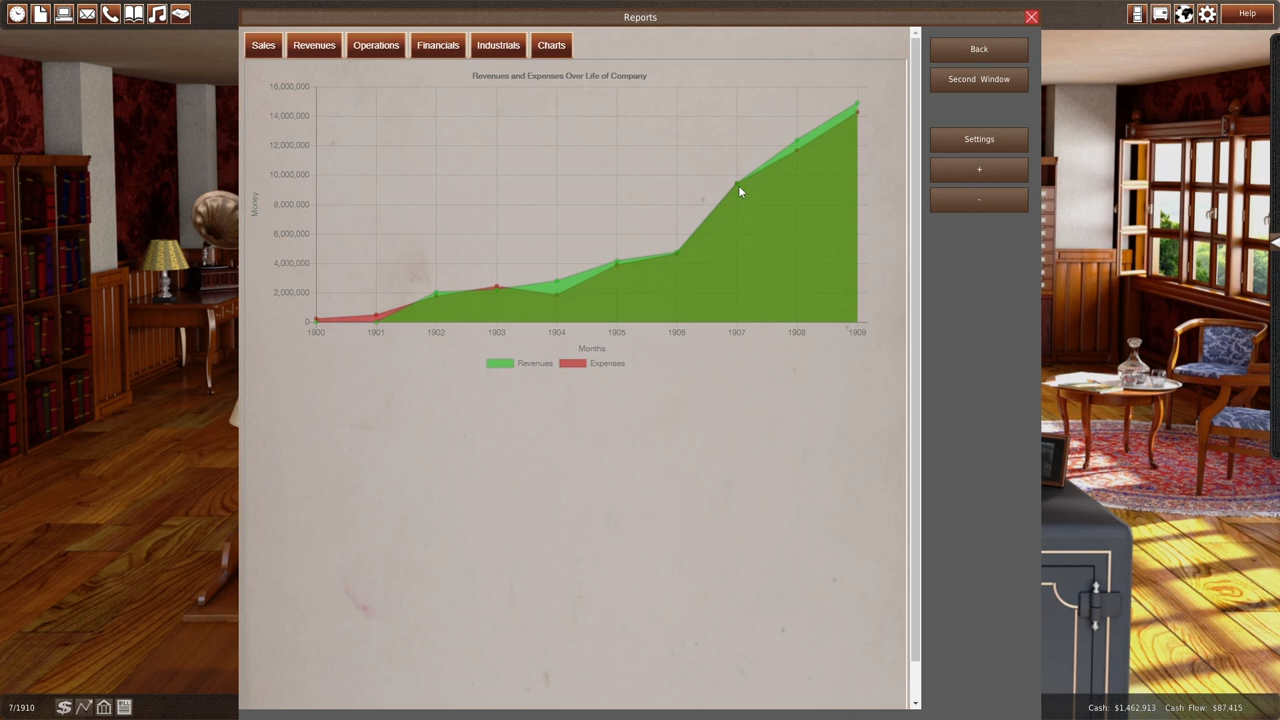 Reports
Help
Sales
Revenues
Operations
Financials
Industrials
Charts
Back
Second Window
Settings
+
-
Revenues and Expenses Over Life of Company
Money
16,000,000
14,000,000
12,000,000
10,000,000
8,000,000
6,000,000
4,000,000
2,000,000
0
1900 1901 1902 1903 1904 1905 1906 1907 1908 1909
Months
Revenues Expenses
7/1910
$
BILL
Cash: $1,462,913 Cash Flow: $87,415